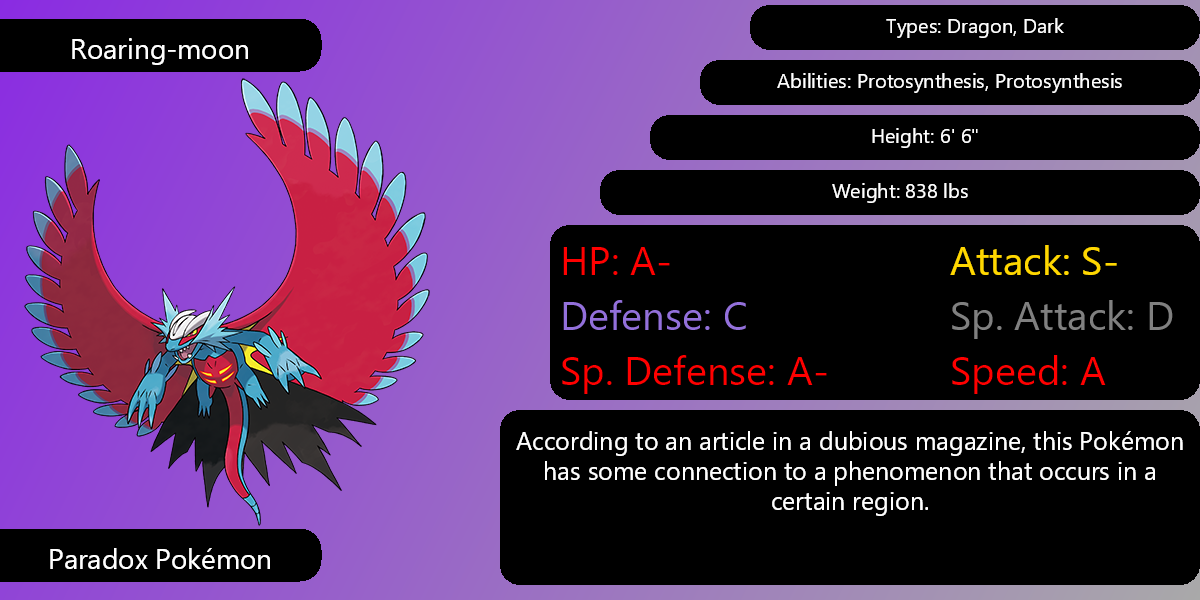 Roaring-moon
Types: Dragon, Dark
Abilities: Protosynthesis, Protosynthesis
Height: 6' 6"
Weight: 838 lbs
HP: A-
Attack: S-
Defense: C
Sp. Attack: D
Sp. Defense: A-
Speed: A
According to an article in a dubious magazine, this Pokémon
has some connection to a phenomenon that occurs in a
certain region.
Paradox Pokémon